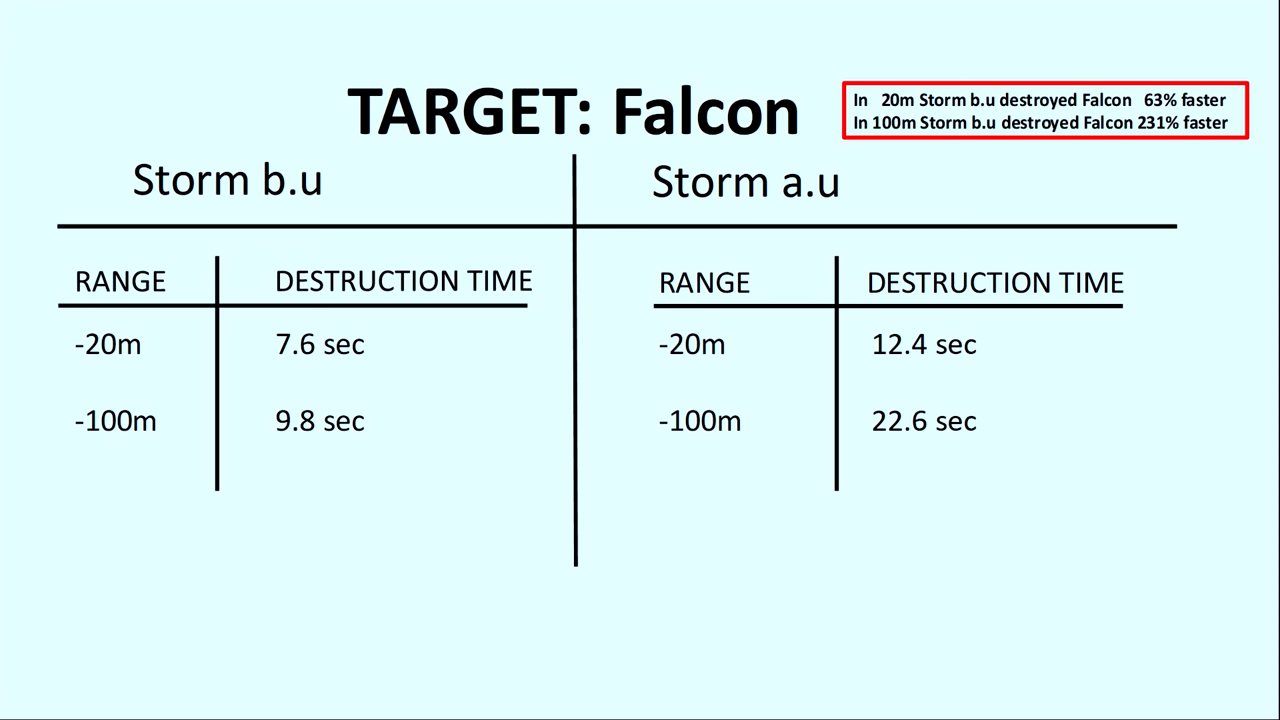 TARGET: Falcon
In 20m Storm b.u destroyed Falcon 63% faster
In 100m Storm b.u destroyed Falcon 231% faster
Storm b.u
Storm a.u
RANGE DESTRUCTION TIME
-20m 7.6 sec
-100m 9.8 sec
RANGE DESTRUCTION TIME
-20m 12.4 sec
-100m 22.6 sec